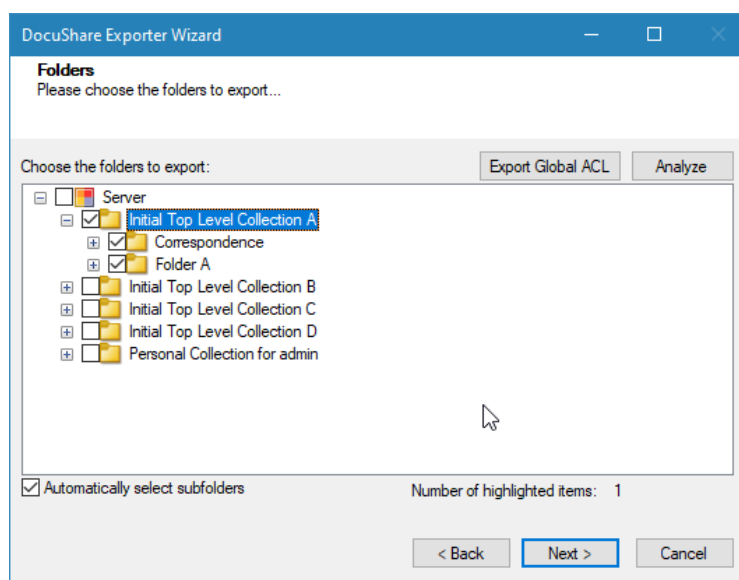 DocuShare Exporter Wizard
Folders
Please choose the folders to export...
Choose the folders to export:
Export Global ACL
Analyze
Server
Initial Top Level Collection A
Correspondence
Folder A
Initial Top Level Collection B
Initial Top Level Collection C
Initial Top Level Collection D
Personal Collection for admin
Automatically select subfolders
Number of highlighted items: 1
< Back
Next >
Cancel